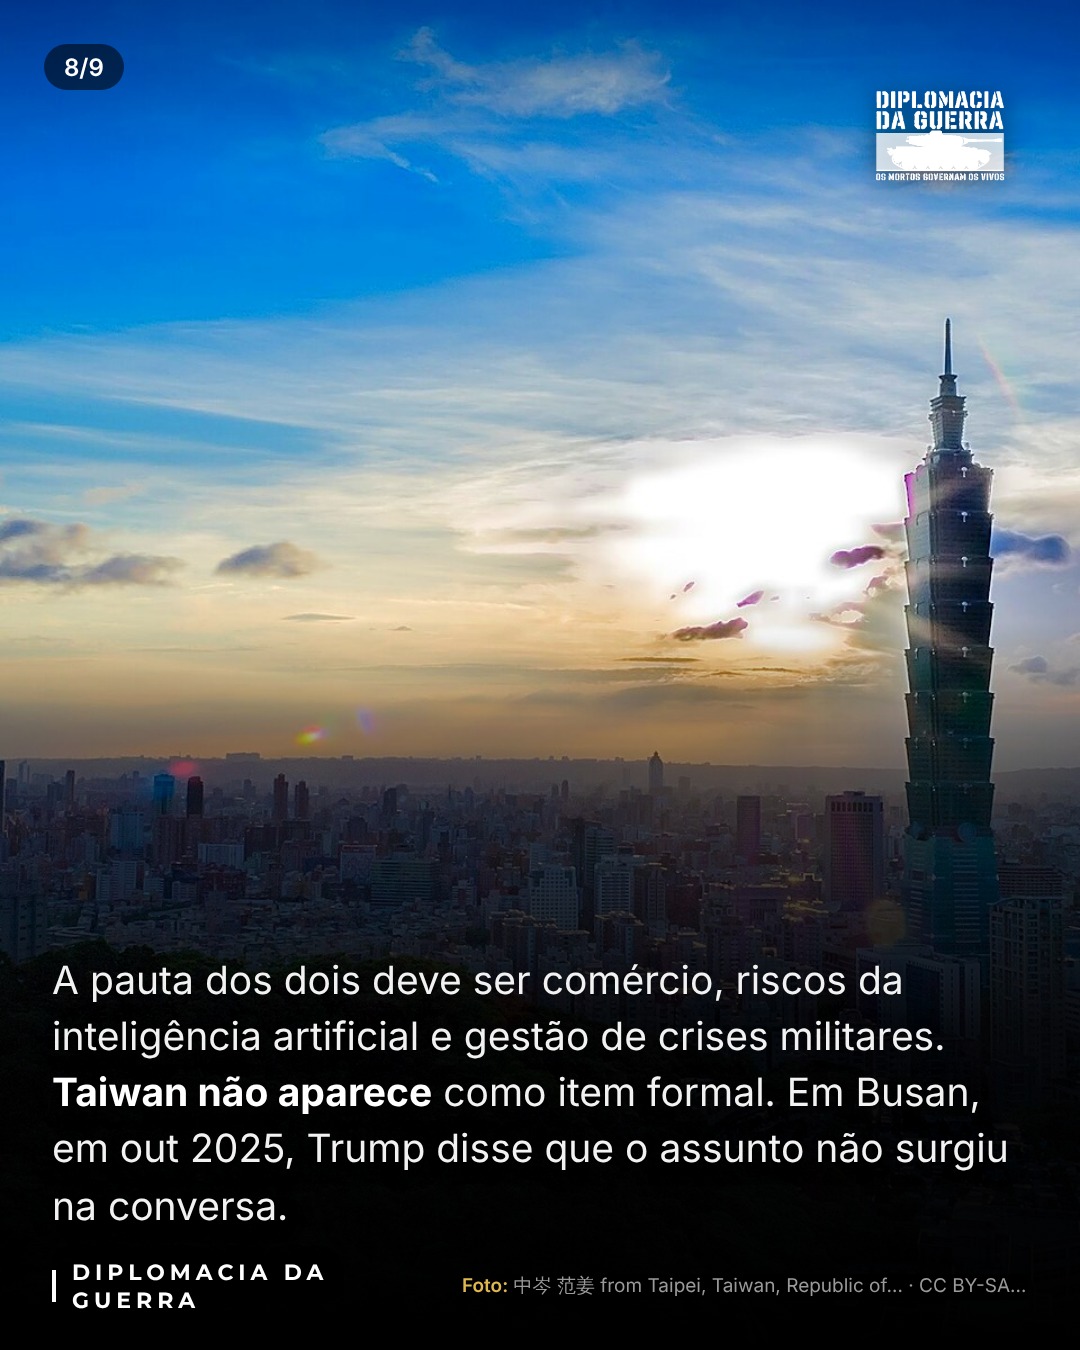 8/9
DIPLOMACIA
DA GUERRA
OS MORTOS GOVERNAM OS VIVOS
A pauta dos dois deve ser comércio, riscos da
inteligência artificial e gestão de crises militares.
Taiwan não aparece como item formal. Em Busan,
em out 2025, Trump disse que o assunto não surgiu
na conversa.
DIPLOMACIA DA
GUERRA
Foto: 中岑 范姜 from Taipei, Taiwan, Republic of... · CC BY-SA...